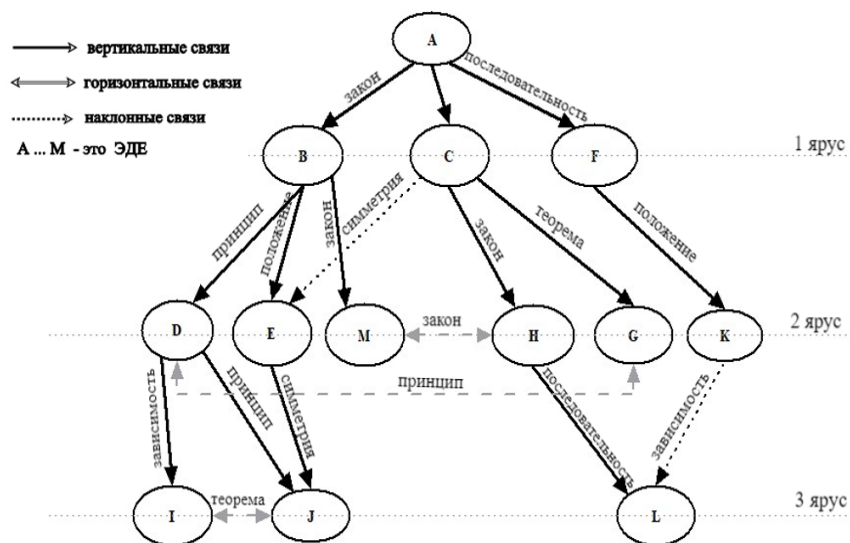 вертикальные связи
горизонтальные связи
наклонные связи
А ... М - это ЭДЕ
A
закон
последовательность
B
C
F
1 ярус
принцип
положение
закон
симметрия
закон
теорема
положение
D
E
M
закон
H
G
K
2 ярус
принцип
зависимость
принцип
симметрия
последовательность
зависимость
I
теорема
J
L
3 ярус